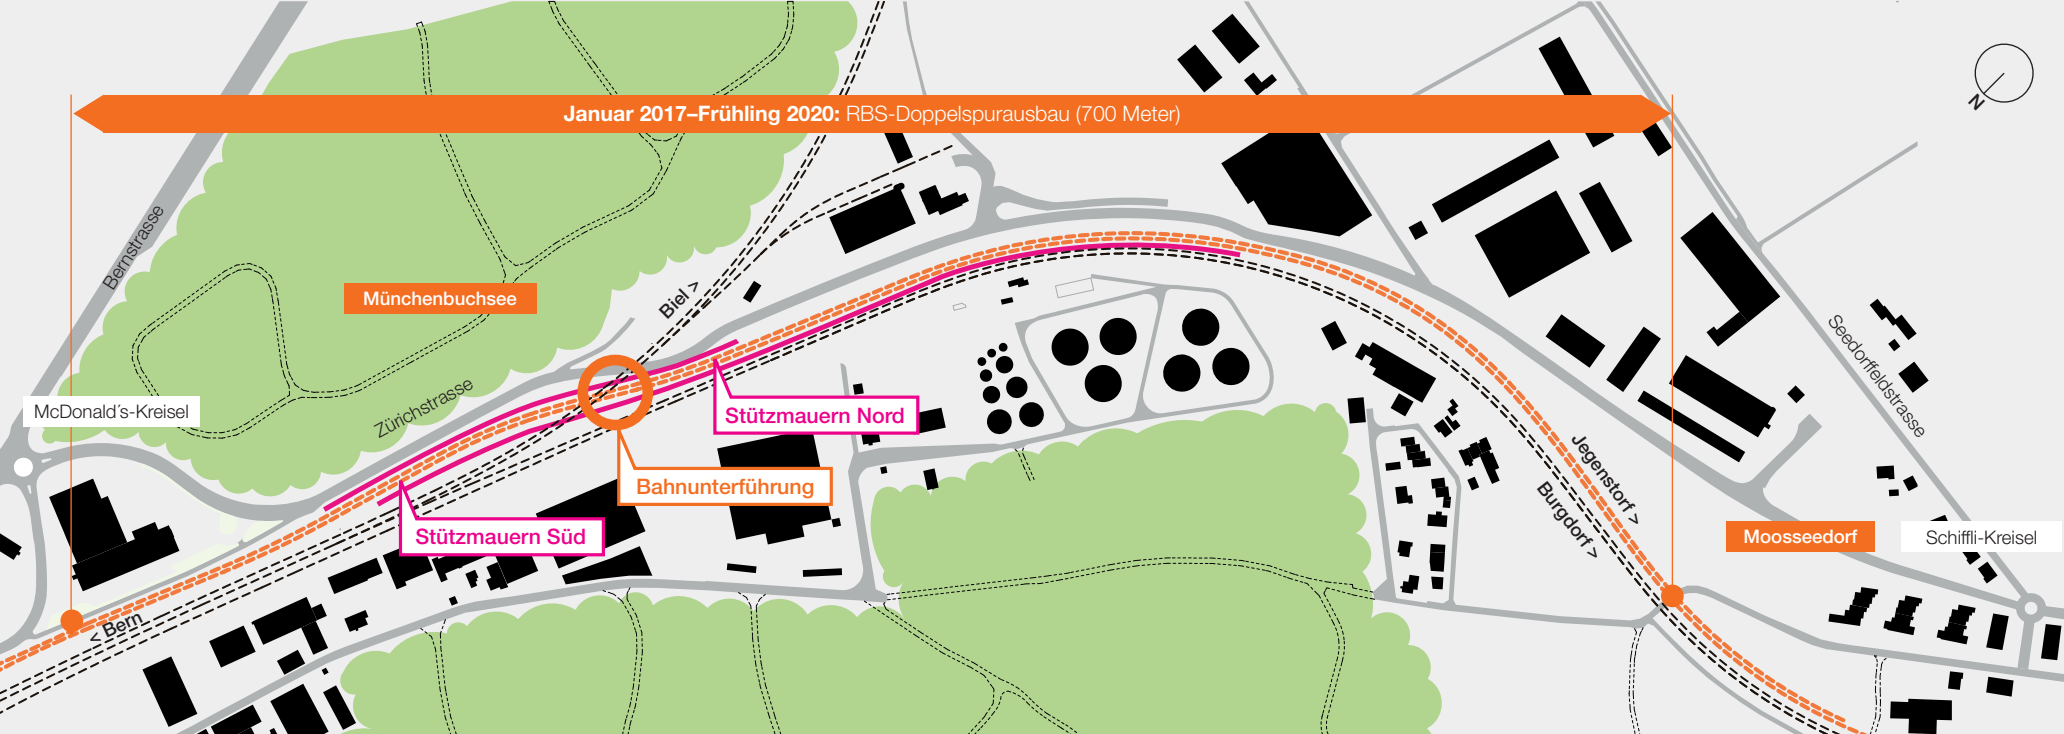 N
Januar 2017–Frühling 2020: RBS-Doppelspurausbau (700 Meter)
Bernstrasse
Münchenbuchsee
Biel >
Seedorffeldstrasse
McDonald´s-Kreisel
Zürichstrasse
Stützmauern Nord
Bahnunterführung
Jegenstorf >
Burgdorf >
Stützmauern Süd
Moosseedorf
Schiffli-Kreisel
< Bern